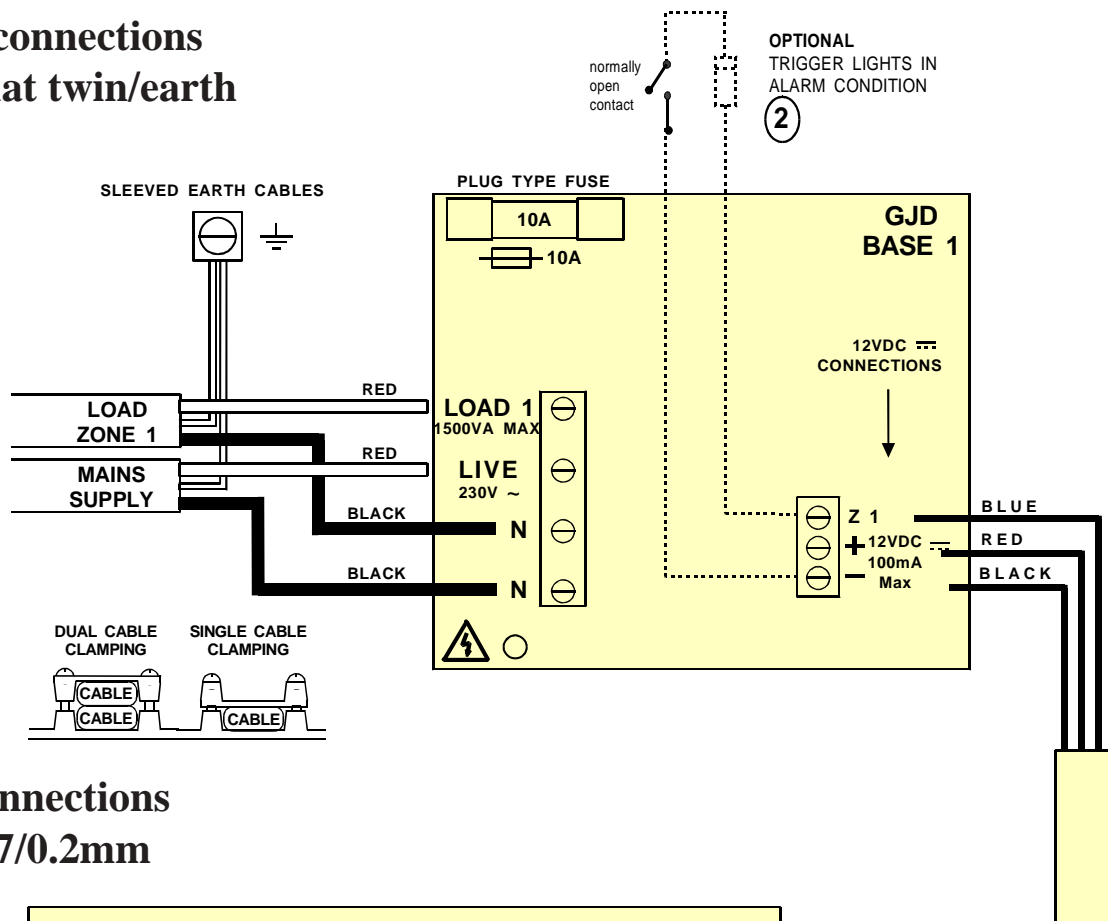 connections
at twin/earth
normally
open
contact
OPTIONAL
TRIGGER LIGHTS IN
ALARM CONDITION
2
SLEEVED EARTH CABLES
PLUG TYPE FUSE
10A
10A
GJD
BASE 1
12VDC
CONNECTIONS
LOAD
ZONE 1
RED
LOAD 1
1500VA MAX
MAINS
SUPPLY
RED
LIVE
230V ~
BLACK
N
BLACK
N
Z 1
+ 12VDC
100mA
− Max
BLUE
RED
BLACK
DUAL CABLE
CLAMPING
CABLE
CABLE
SINGLE CABLE
CLAMPING
CABLE
nnections
7/0.2mm